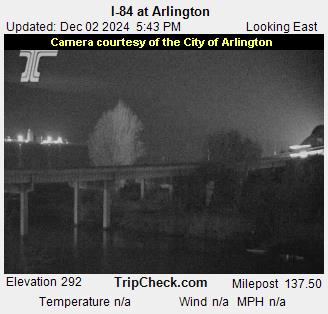 I-84 at Arlington
Updated: Dec 02 2024 5:43 PM Looking East
Camera courtesy of the City of Arlington
Elevation 292 TripCheck.com Milepost 137.50
Temperature n/a Wind n/a MPH n/a